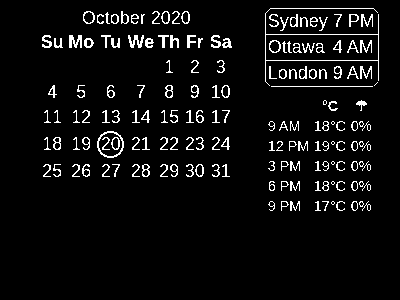 October 2020
Su Mo Tu We Th Fr Sa
1 2 3
4 5 6 7 8 9 10
11 12 13 14 15 16 17
18 19 20 21 22 23 24
25 26 27 28 29 30 31
Sydney 7 PM
Ottawa 4 AM
London 9 AM
°C ☂
9 AM 18°C 0%
12 PM 19°C 0%
3 PM 19°C 0%
6 PM 18°C 0%
9 PM 17°C 0%